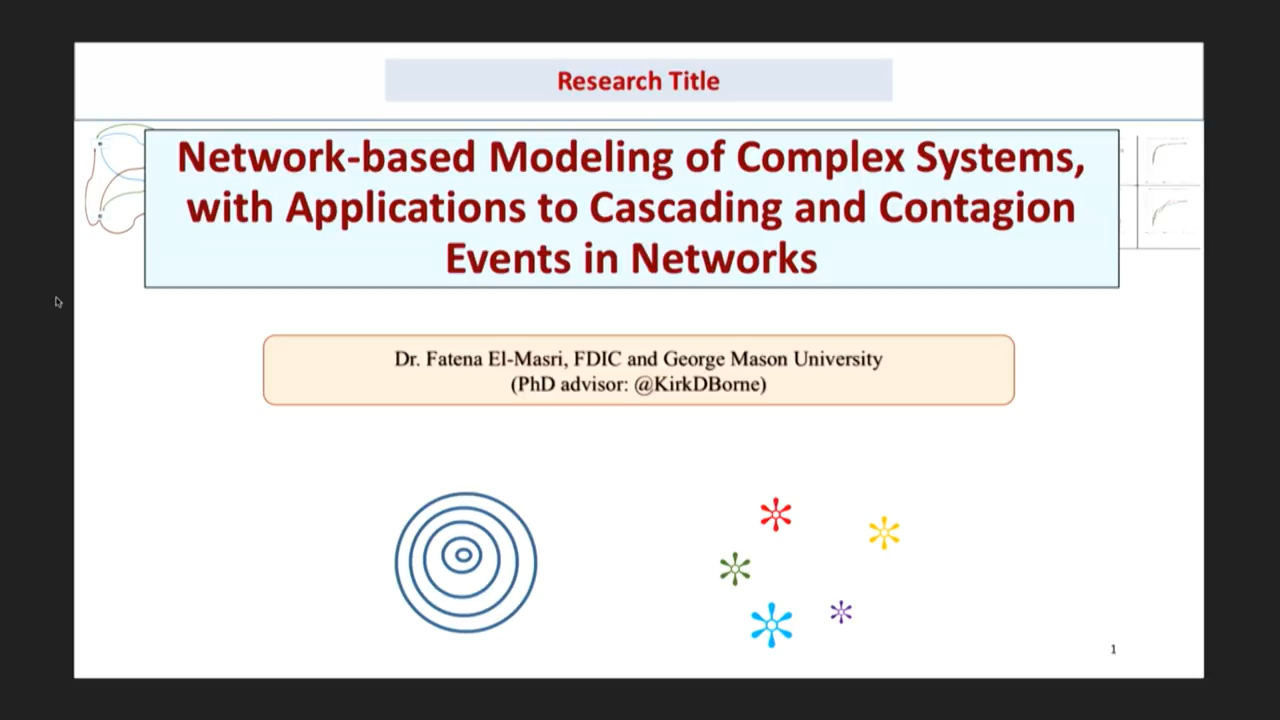 Research Title
Network-based Modeling of Complex Systems,
with Applications to Cascading and Contagion
Events in Networks
Dr. Fatena El-Masri, FDIC and George Mason University
(PhD advisor: @KirkDBorne)
1